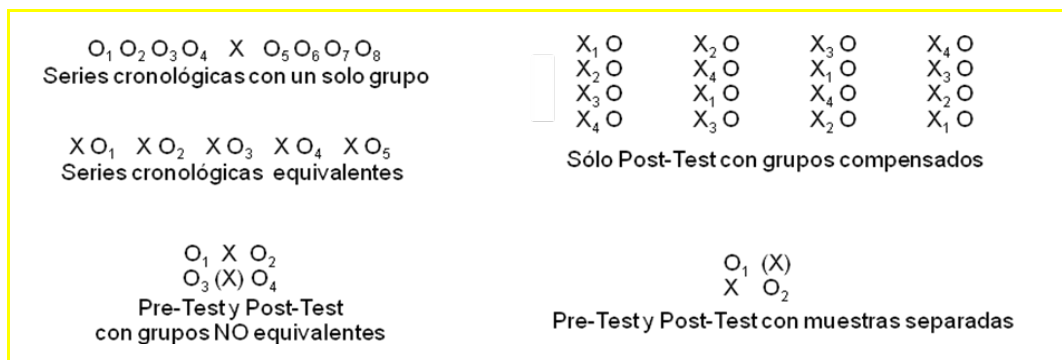 O₁ O₂ O₃ O₄ X O₅ O₆ O₇ O₈
Series cronológicas con un solo grupo
X O₁ X O₂ X O₃ X O₄ X O₅
Series cronológicas equivalentes
O₁ X O₂
O₃ (X) O₄
Pre-Test y Post-Test
con grupos NO equivalentes
X₁ O X₂ O X₃ O X₄ O
X₂ O X₄ O X₁ O X₃ O
X₃ O X₁ O X₄ O X₂ O
X₄ O X₃ O X₂ O X₁ O
Sólo Post-Test con grupos compensados
O₁ (X)
X O₂
Pre-Test y Post-Test con muestras separadas